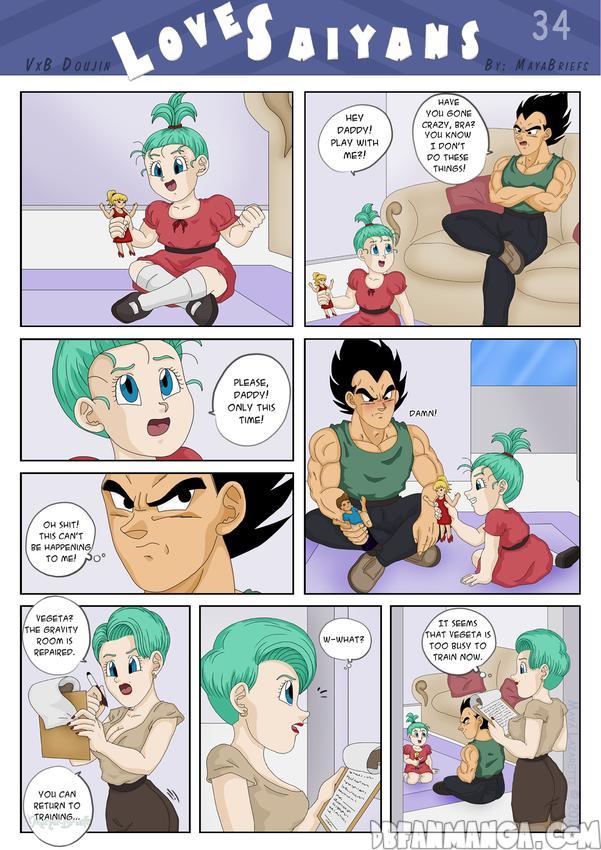 LOVE SAIYANS
34
VxB DOUJIN
BY: MAYABRIEFS
HEY
DADDY!
PLAY WITH
ME?!
HAVE
YOU GONE
CRAZY, BRA?
YOU KNOW
I DON'T
DO THESE
THINGS!
PLEASE,
DADDY!
ONLY THIS
TIME!
OH SHIT!
THIS CAN'T
BE HAPPENING
TO ME!
DAMN!
VEGETA?
THE GRAVITY
ROOM IS
REPAIRED.
YOU CAN
RETURN TO
TRAINING...
W-WHAT?
IT SEEMS
THAT VEGETA IS
TOO BUSY TO
TRAIN NOW.
DBFANMANGA.COM